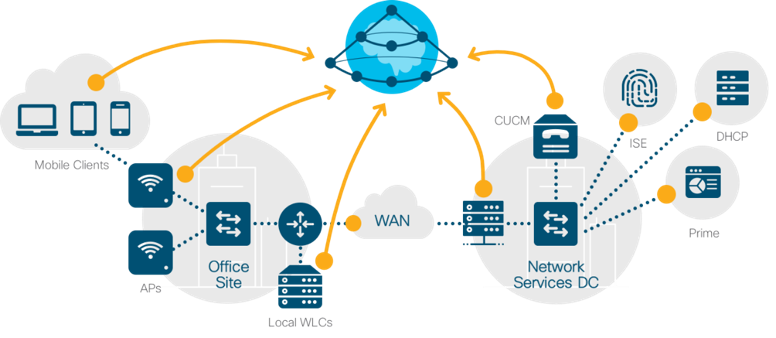 CUCM
ISE
DHCP
Mobile Clients
WAN
Prime
Office
Site
Network
Services DC
APs
Local WLCs